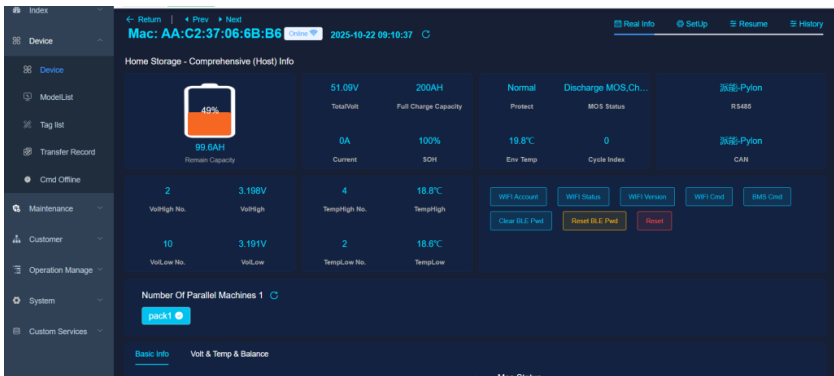 Index
Device
Device
ModelList
Tag list
Transfer Record
Cmd Offline
Maintenance
Customer
Operation Manage
System
Custom Services
Return | Prev Next
Mac: AA:C2:37:06:6B:B6 Online 2025-10-22 09:10:37
Real Info SetUp Resume History
Home Storage - Comprehensive (Host) Info
49%
99.6AH
Remain Capacity
51.09V 200AH
TotalVolt Full Charge Capacity
0A 100%
Current SOH
Normal Discharge MOS,Ch...
Protect MOS Status
19.8℃ 0
Env Temp Cycle Index
派能-Pylon
RS485
派能-Pylon
CAN
2 3.198V
VolHigh No. VolHigh
10 3.191V
VolLow No. VolLow
4 18.8℃
TempHigh No. TempHigh
2 18.6℃
TempLow No. TempLow
WIFI Account WIFI Status WIFI Version WIFI Cmd BMS Cmd
Clear BLE Pwd Reset BLE Pwd Reset
Number Of Parallel Machines 1
pack1
Basic Info Volt & Temp & Balance